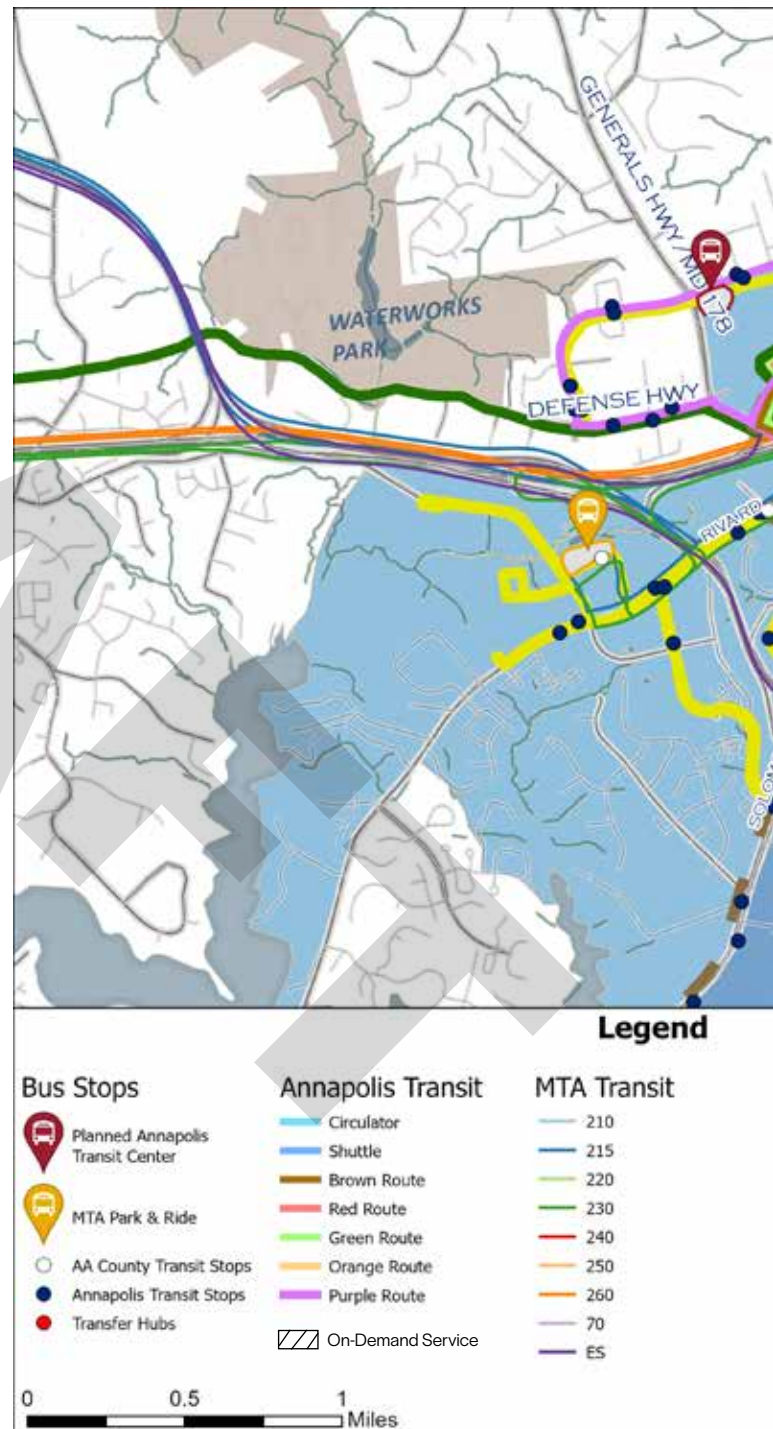 GENERALS HWY / MD 178
WATERWORKS
PARK
DEFENSE HWY
RIVA RD
SOLOM
Legend
Bus Stops
Planned Annapolis
Transit Center
MTA Park & Ride
AA County Transit Stops
Annapolis Transit Stops
Transfer Hubs
Annapolis Transit
Circulator
Shuttle
Brown Route
Red Route
Green Route
Orange Route
Purple Route
On-Demand Service
MTA Transit
210
215
220
230
240
250
260
70
ES
0 0.5 1
Miles